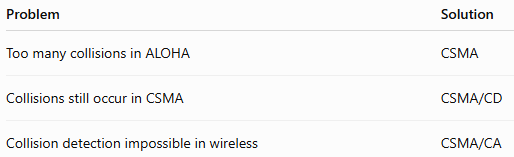 Problem Solution
Too many collisions in ALOHA CSMA
Collisions still occur in CSMA CSMA/CD
Collision detection impossible in wireless CSMA/CA